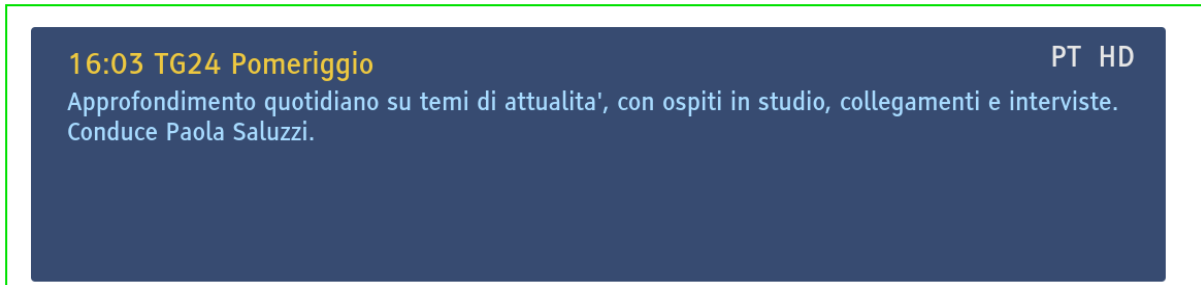 16:03 TG24 Pomeriggio PT HD
Approfondimento quotidiano su temi di attualita', con ospiti in studio, collegamenti e interviste.
Conduce Paola Saluzzi.